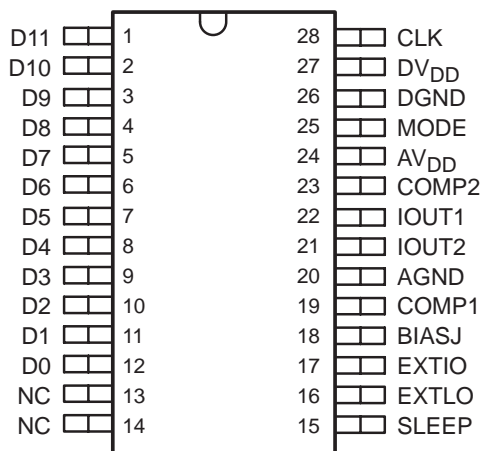 D11 1 28 CLK
D10 2 27 DVDD
D9 3 26 DGND
D8 4 25 MODE
D7 5 24 AVDD
D6 6 23 COMP2
D5 7 22 IOUT1
D4 8 21 IOUT2
D3 9 20 AGND
D2 10 19 COMP1
D1 11 18 BIASJ
D0 12 17 EXTIO
NC 13 16 EXTLO
NC 14 15 SLEEP